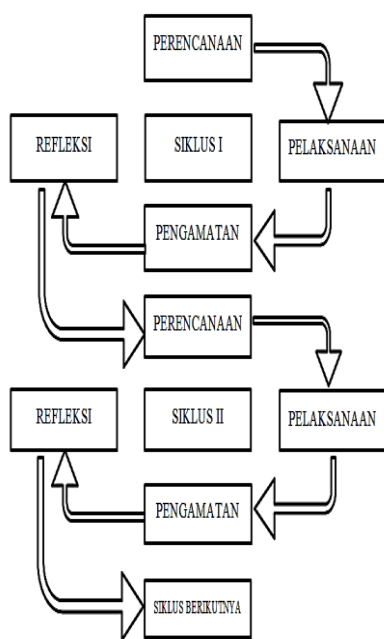 PERENCANAAN
REFLEKSI
SIKLUS I
PELAKSANAAN
PENGAMATAN
PERENCANAAN
REFLEKSI
SIKLUS II
PELAKSANAAN
PENGAMATAN
SIKLUS BERIKUTNYA